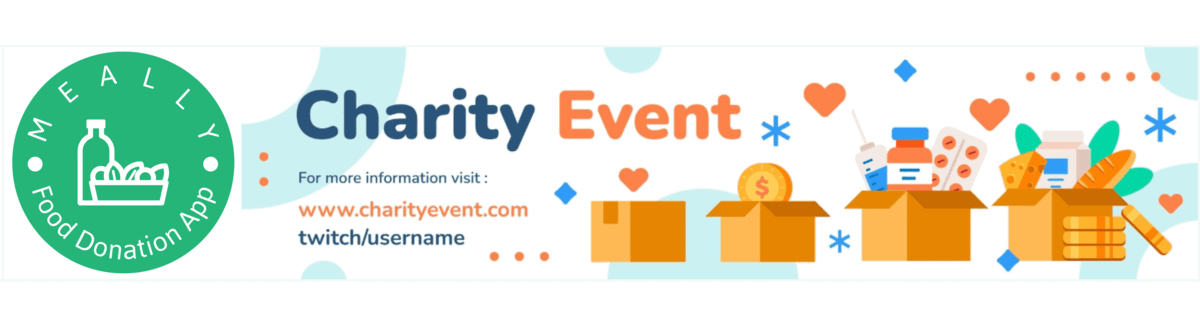 MEALLY
Food Donation App
Charity Event
For more information visit :
www.charityevent.com
twitch/username
$